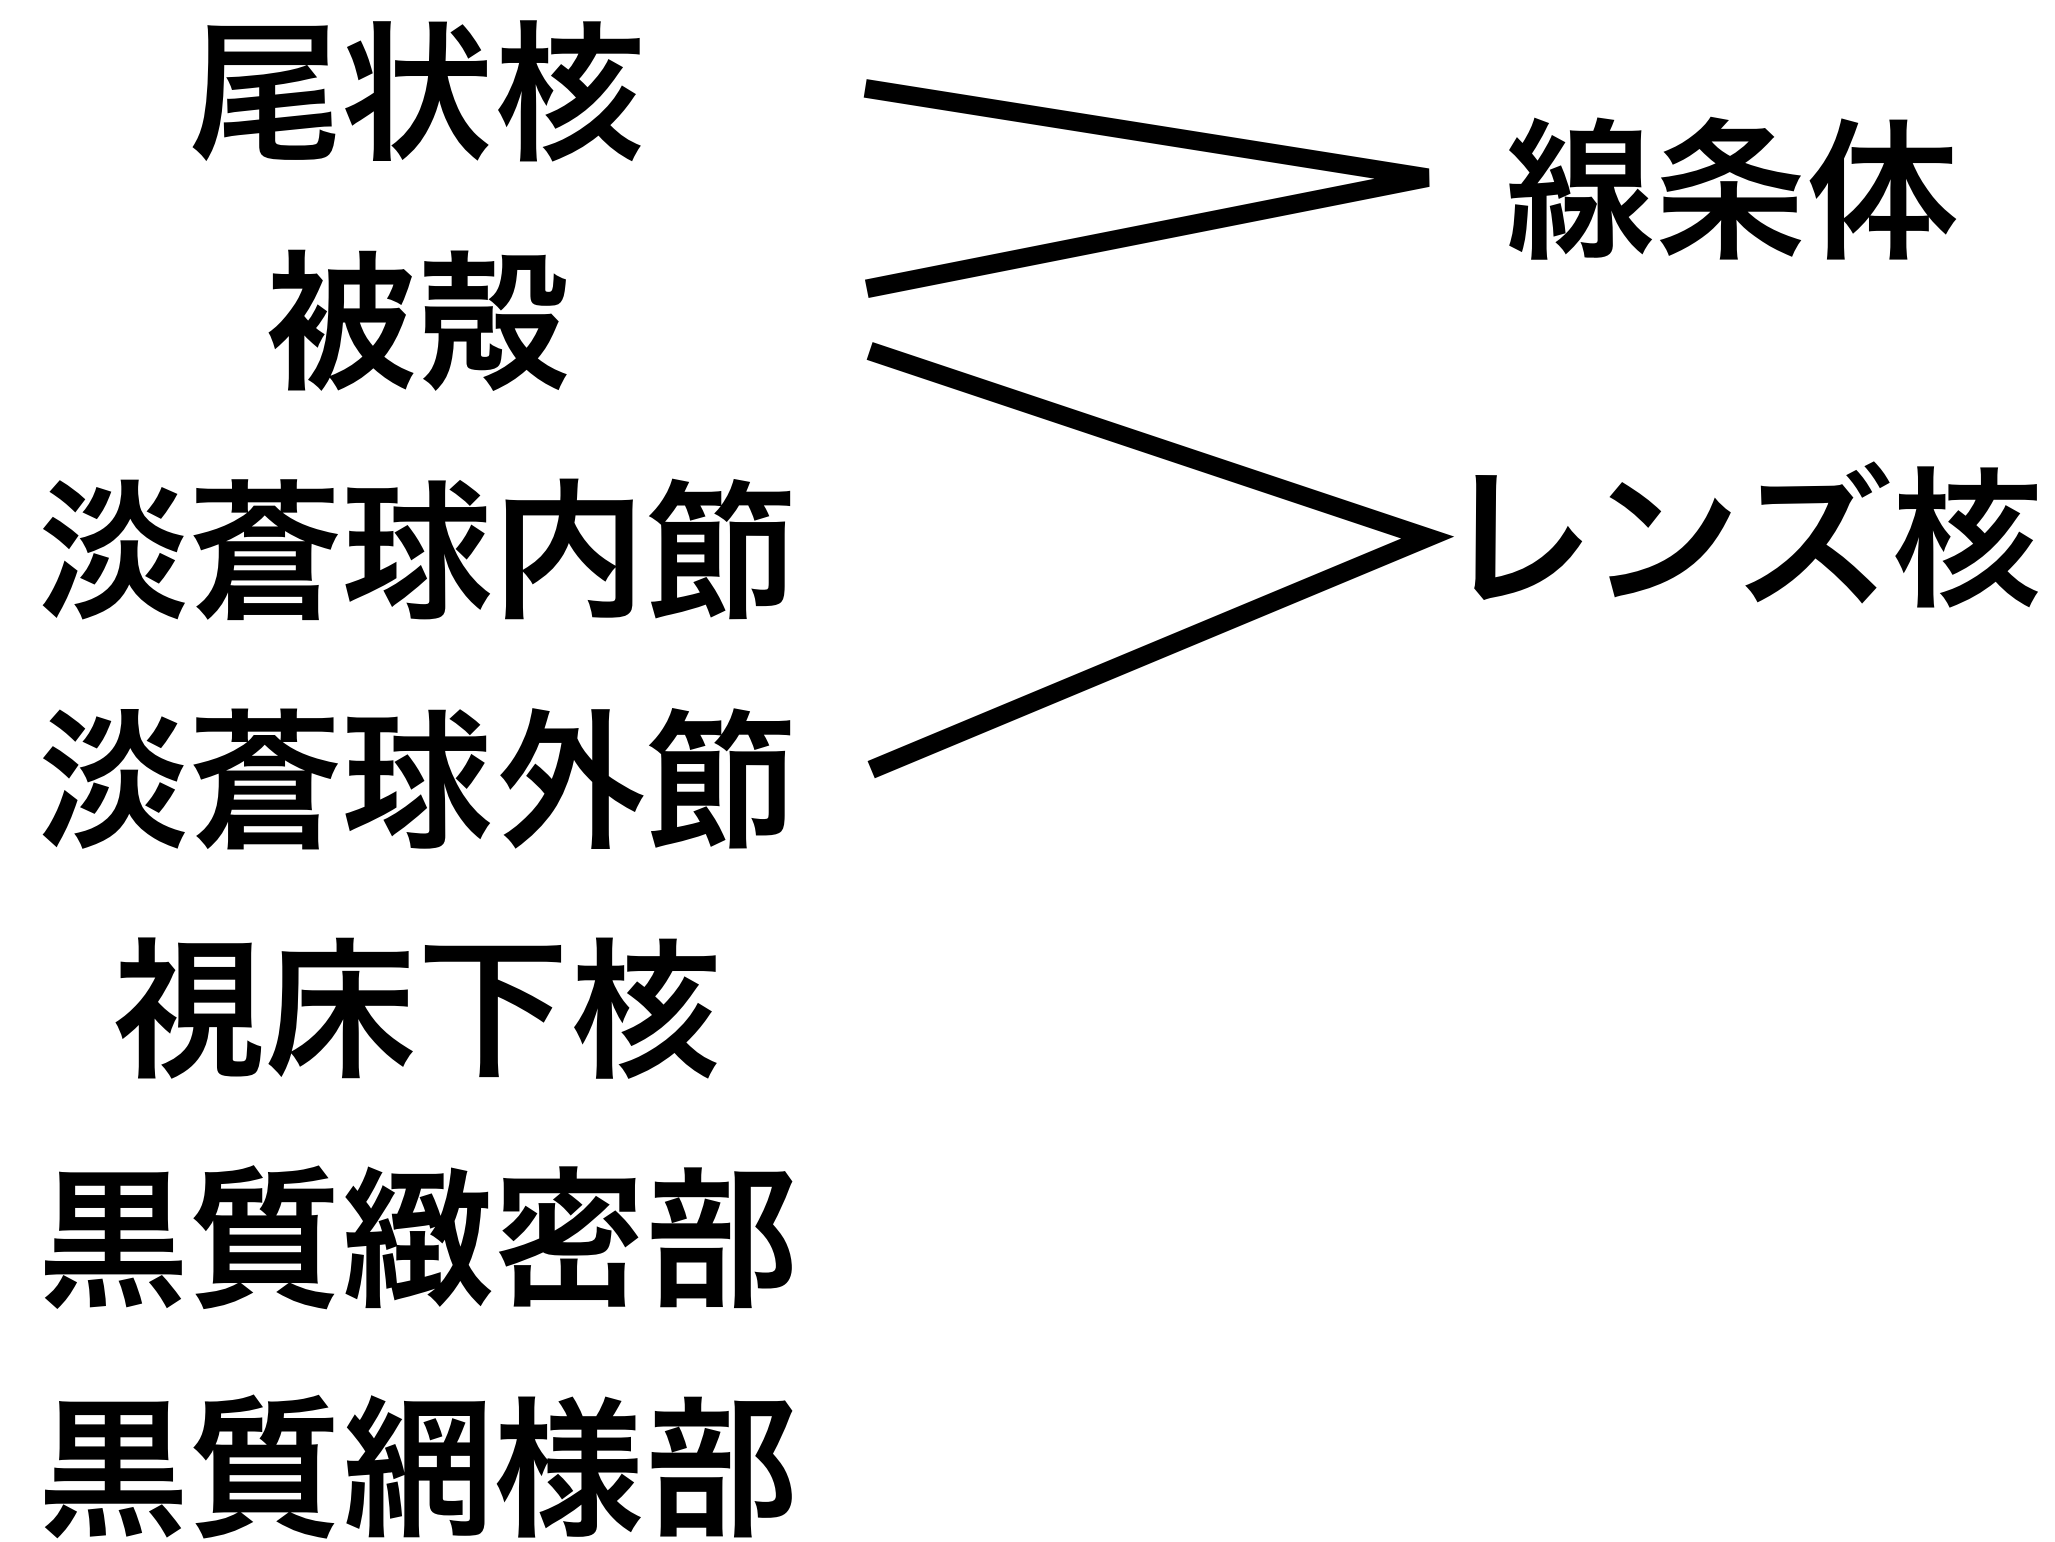 尾状核
被殻
淡蒼球内節
淡蒼球外節
視床下核
黒質緻密部
黒質網様部
線条体
レンズ核